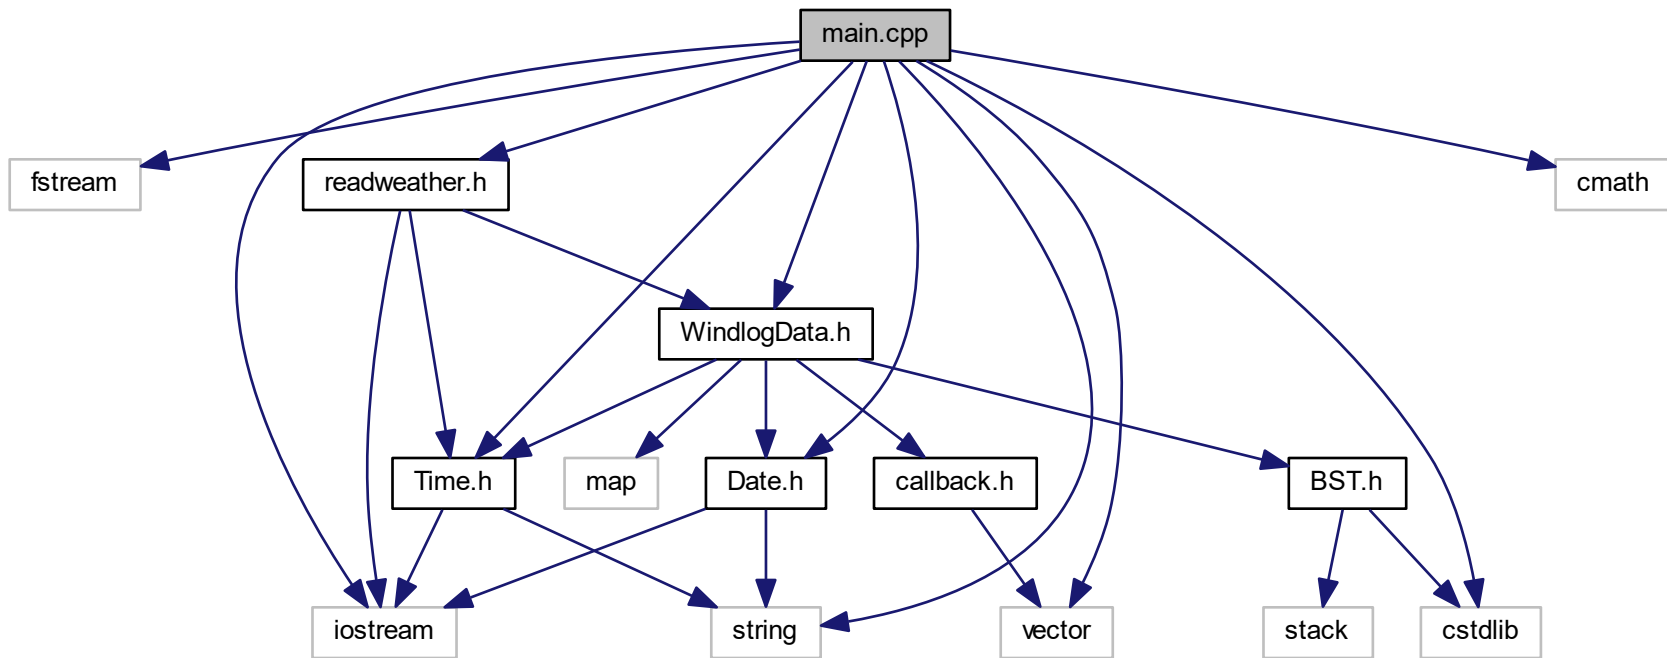 main.cpp
fstream
readweather.h
cmath
WindlogData.h
Time.h
map
Date.h
callback.h
BST.h
iostream
string
vector
stack
cstdlib